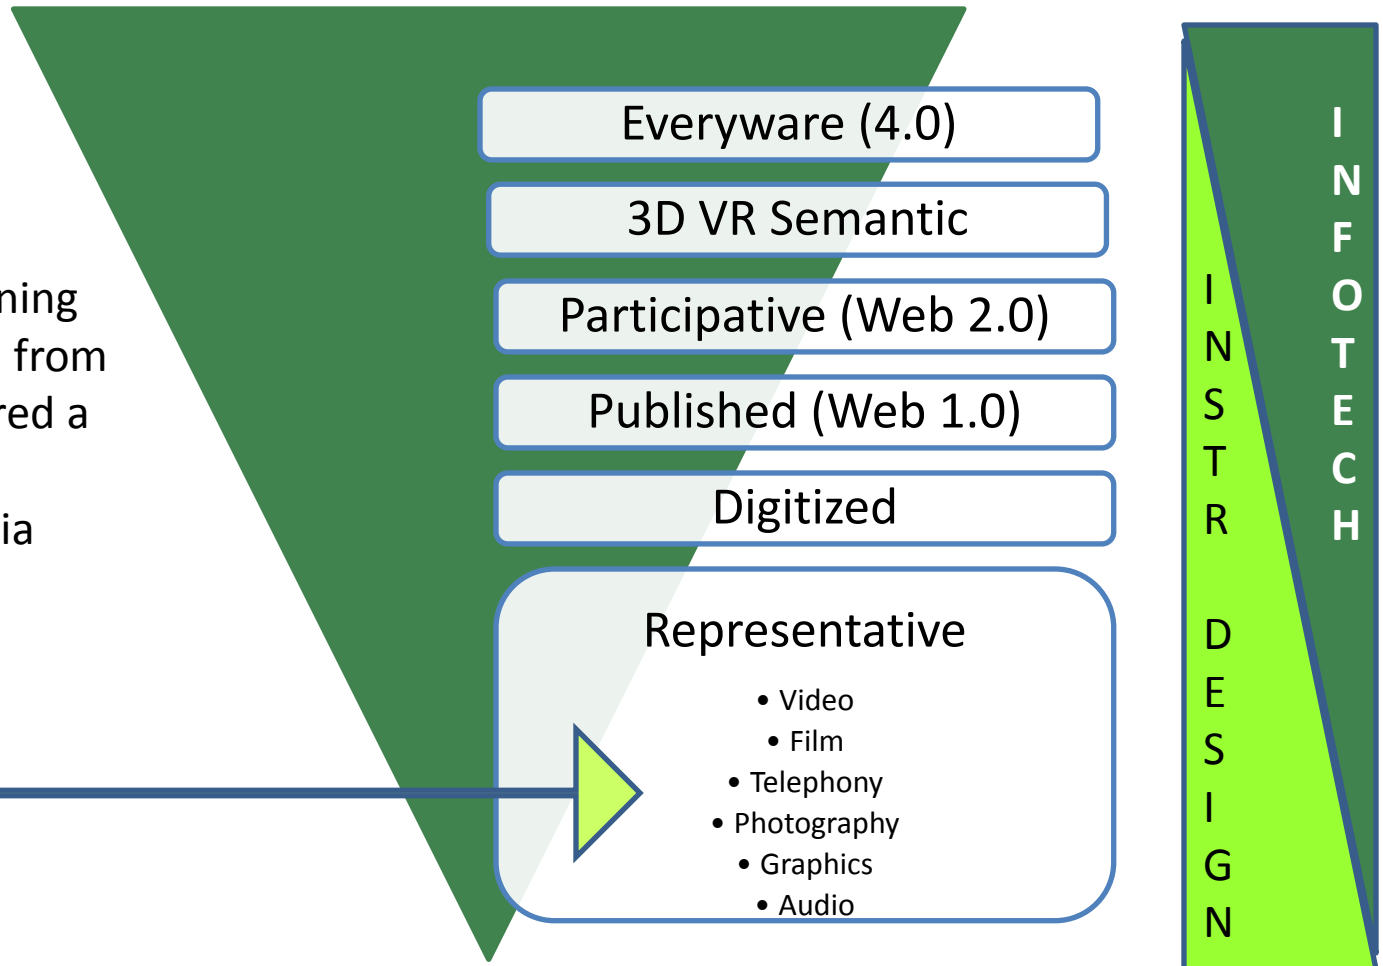 ning
from
red a
ia
Everyware (4.0)
3D VR Semantic
Participative (Web 2.0)
Published (Web 1.0)
Digitized
Representative
• Video
• Film
• Telephony
• Photography
• Graphics
• Audio
INSTR DESIGN
INFOTECH